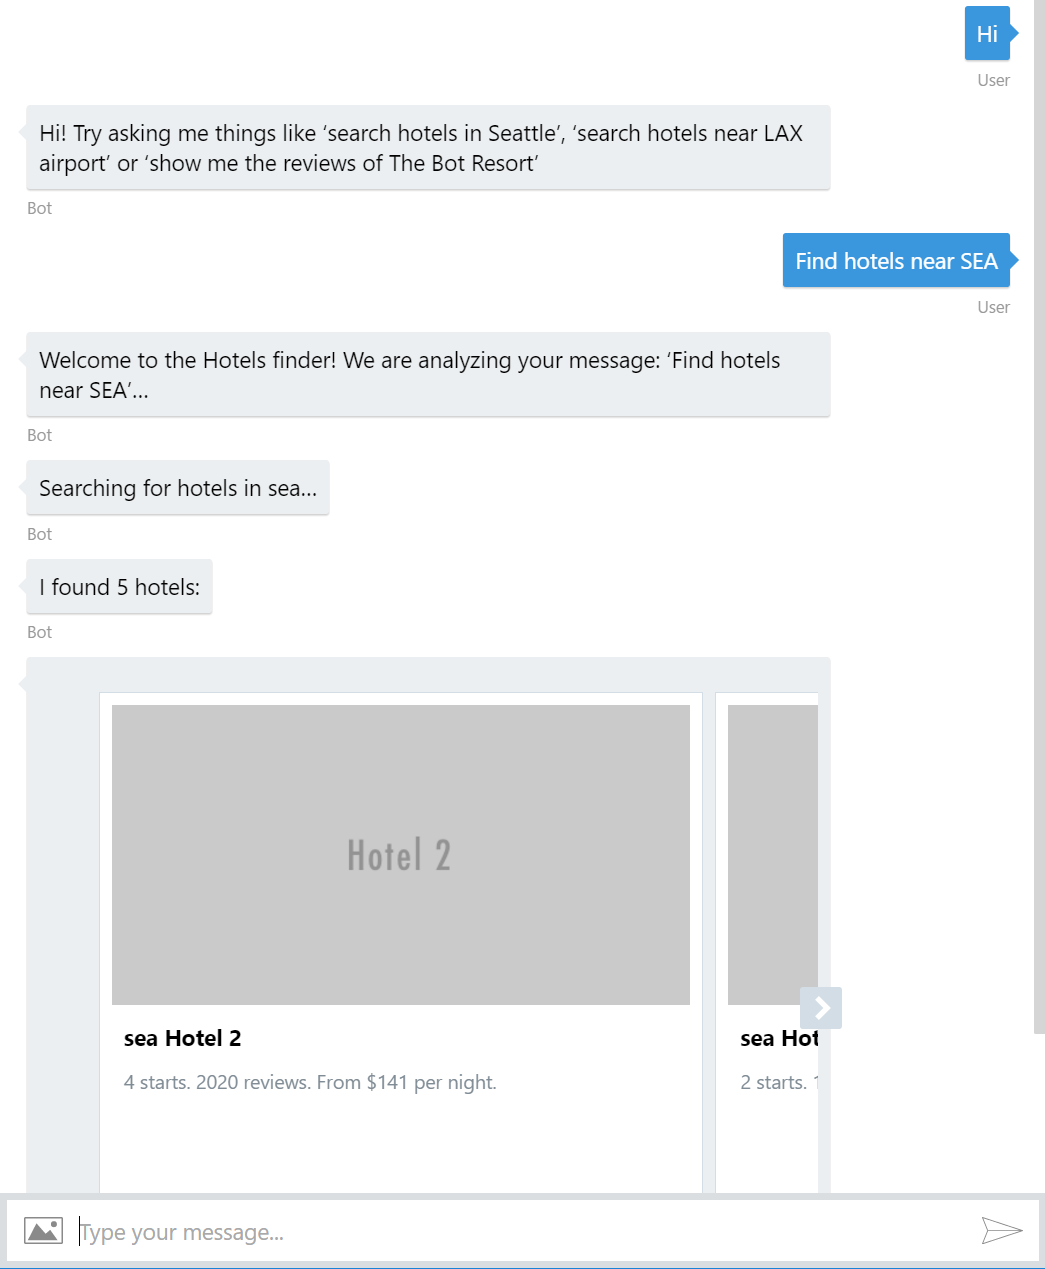 Hi
User
Hi! Try asking me things like ‘search hotels in Seattle’, ‘search hotels near LAX
airport’ or ‘show me the reviews of The Bot Resort’
Bot
Find hotels near SEA
User
Welcome to the Hotels finder! We are analyzing your message: ‘Find hotels
near SEA’...
Bot
Searching for hotels in sea...
Bot
I found 5 hotels:
Bot
Hotel 2
sea Hotel 2
4 starts. 2020 reviews. From $141 per night.
sea Hot
2 starts.
Type your message...